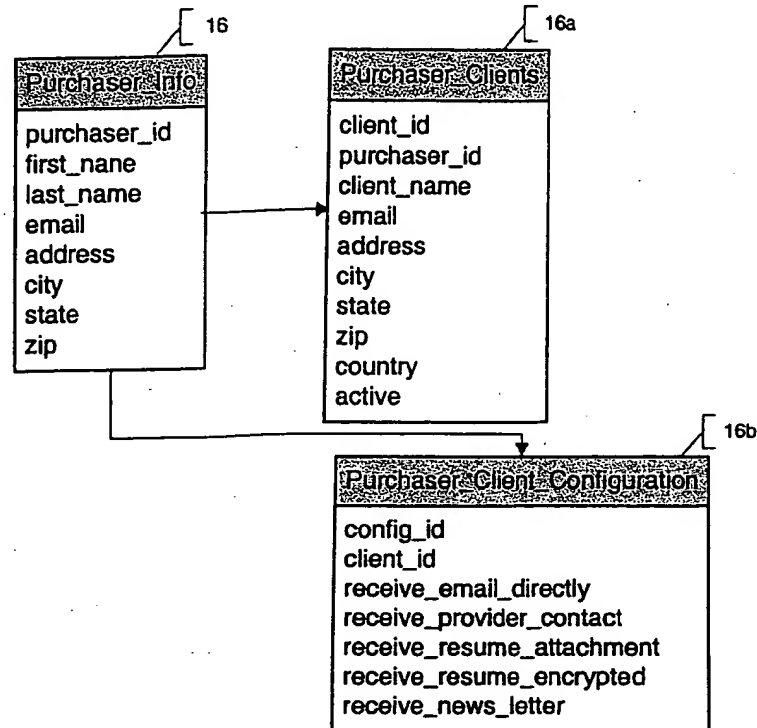 16
Purchaser_Info
purchaser_id
first_nane
last_name
email
address
city
state
zip
16a
Purchaser_Clients
client_id
purchaser_id
client_name
email
address
city
state
zip
country
active
16b
Purchaser_Client_Configuration
config_id
client_id
receive_email_directly
receive_provider_contact
receive_resume_attachment
receive_resume_encrypted
receive_news_letter